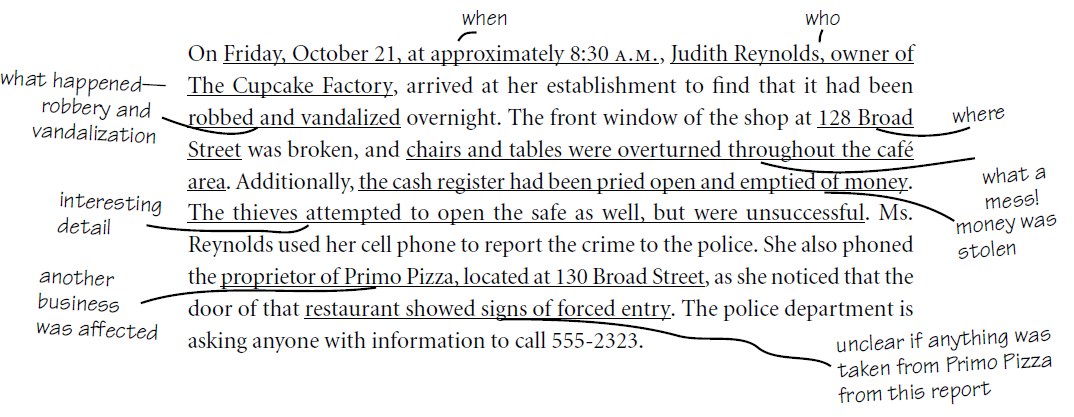 when
who
On Friday, October 21, at approximately 8:30 A.M., Judith Reynolds, owner of
The Cupcake Factory, arrived at her establishment to find that it had been
robbed and vandalized overnight. The front window of the shop at 128 Broad
Street was broken, and chairs and tables were overturned throughout the café
area. Additionally, the cash register had been pried open and emptied of money.
The thieves attempted to open the safe as well, but were unsuccessful. Ms.
Reynolds used her cell phone to report the crime to the police. She also phoned
the proprietor of Primo Pizza, located at 130 Broad Street, as she noticed that the
door of that restaurant showed signs of forced entry. The police department is
asking anyone with information to call 555-2323.
what happened—
robbery and
vandalization
interesting
detail
another
business
was affected
where
what a
mess!
money was
stolen
unclear if anything was
taken from Primo Pizza
from this report